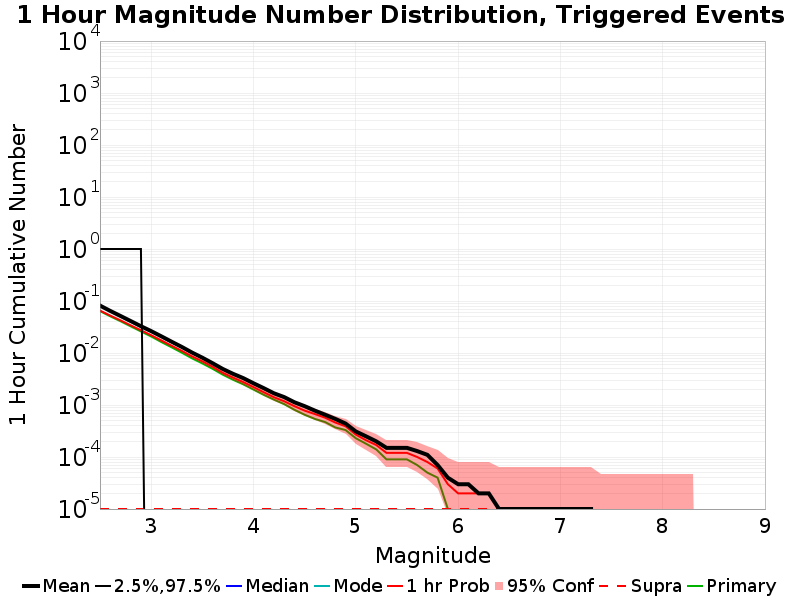 1 Hour Magnitude Number Distribution, Triggered Events
1 Hour Cumulative Number
10^4
10^3
10^2
10^1
10^0
10^-1
10^-2
10^-3
10^-4
10^-5
3 4 5 6 7 8 9
Magnitude
Mean 2.5%,97.5% Median Mode 1 hr Prob 95% Conf Supra Primary